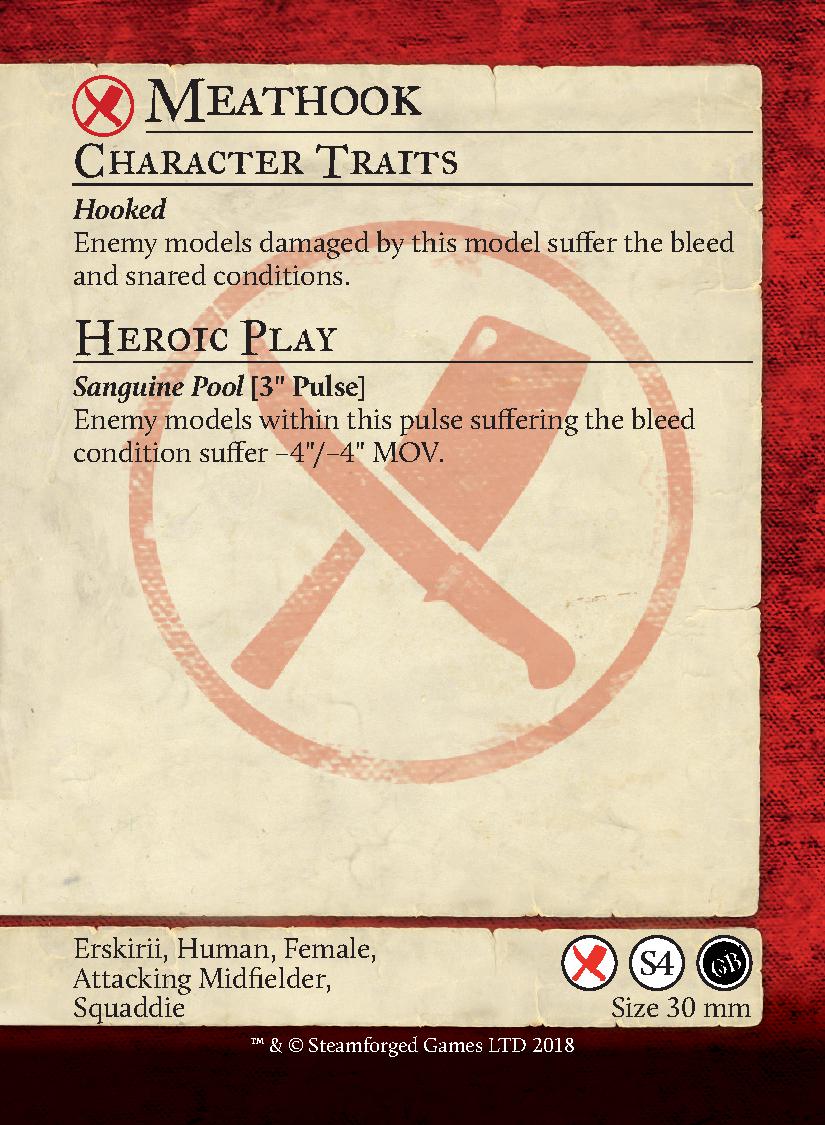 Meathook
Character Traits
Hooked
Enemy models damaged by this model suffer the bleed
and snared conditions.
Heroic Play
Sanguine Pool [3" Pulse]
Enemy models within this pulse suffering the bleed
condition suffer –4"/–4" MOV.
Erskirii, Human, Female,
Attacking Midfielder,
Squaddie
S4
GB
Size 30 mm
™ & © Steamforged Games LTD 2018